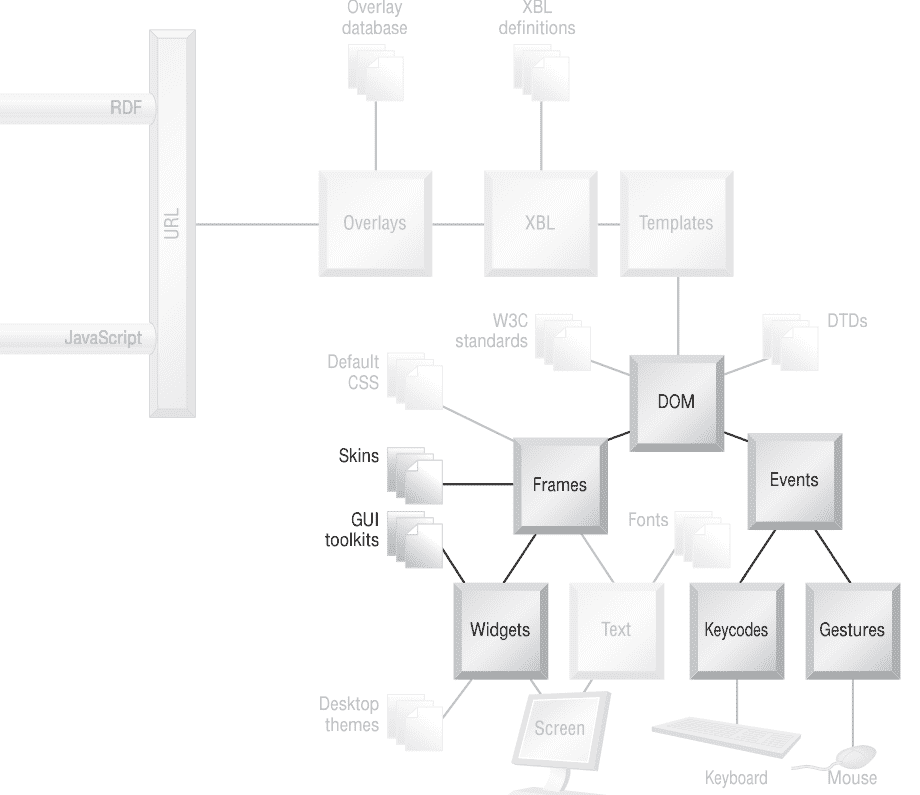 Overlay
database
XBL
definitions
RDF
URL
Overlays
XBL
Templates
JavaScript
W3C
standards
DTDs
Default
CSS
DOM
Skins
Frames
Events
GUI
toolkits
Fonts
Widgets
Text
Keycodes
Gestures
Desktop
themes
Screen
Keyboard
Mouse